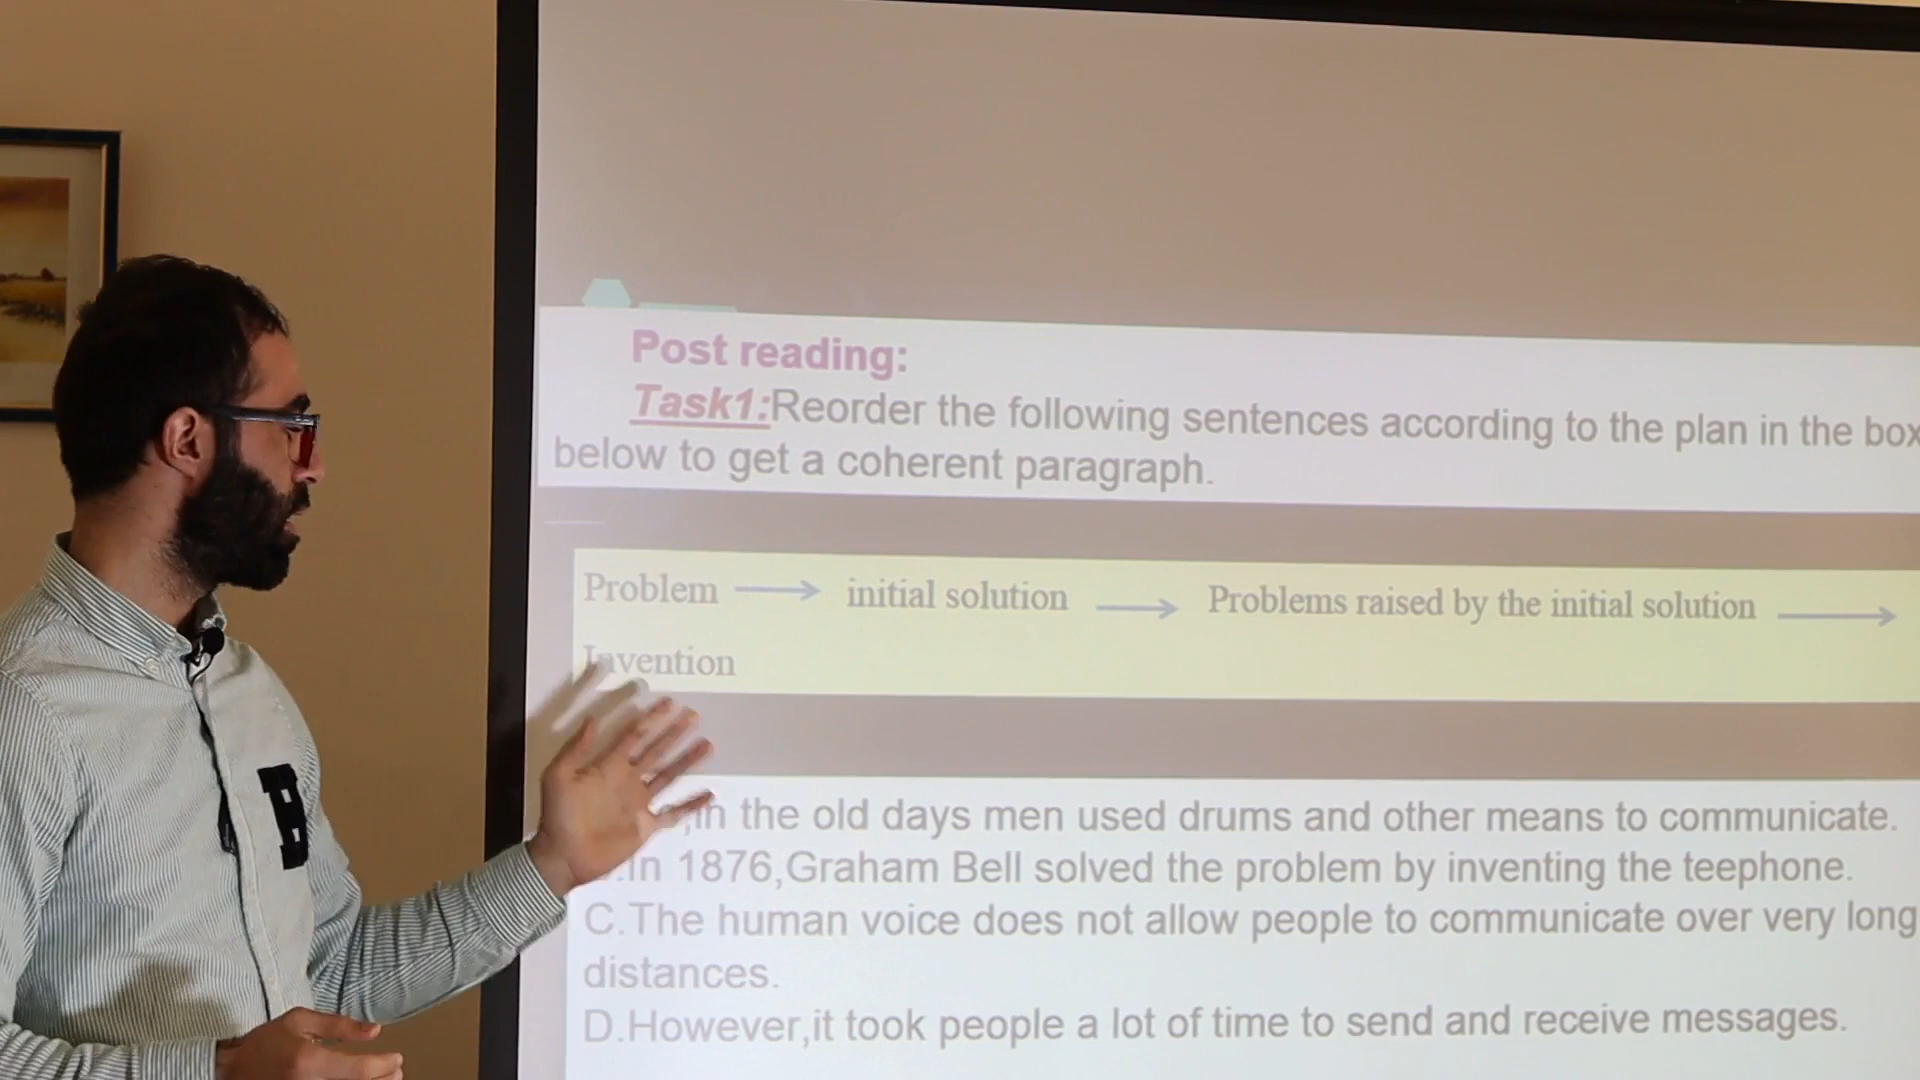 Post reading:
Task1:Reorder the following sentences according to the plan in the box
below to get a coherent paragraph.
Problem → initial solution → Problems raised by the initial solution →
Invention
,in the old days men used drums and other means to communicate.
.In 1876,Graham Bell solved the problem by inventing the teephone.
C.The human voice does not allow people to communicate over very long
distances.
D.However,it took people a lot of time to send and receive messages.
B